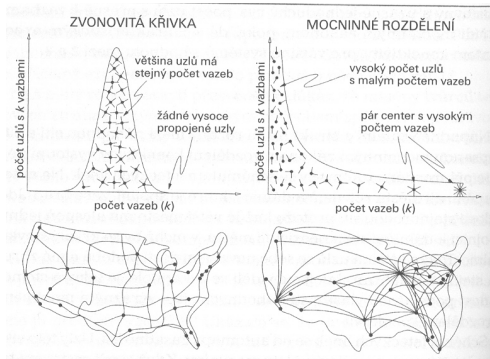 ZVONOVITÁ KŘIVKA
počet uzlů s k vazbami
většina uzlů má
stejný počet vazeb
žádné vysoce
propojené uzly
počet vazeb (k)
MOCNINNÉ ROZDĚLENÍ
počet uzlů s k vazbami
vysoký počet uzlů
s malým počtem vazeb
pár center s vysokým
počtem vazeb
počet vazeb (k)